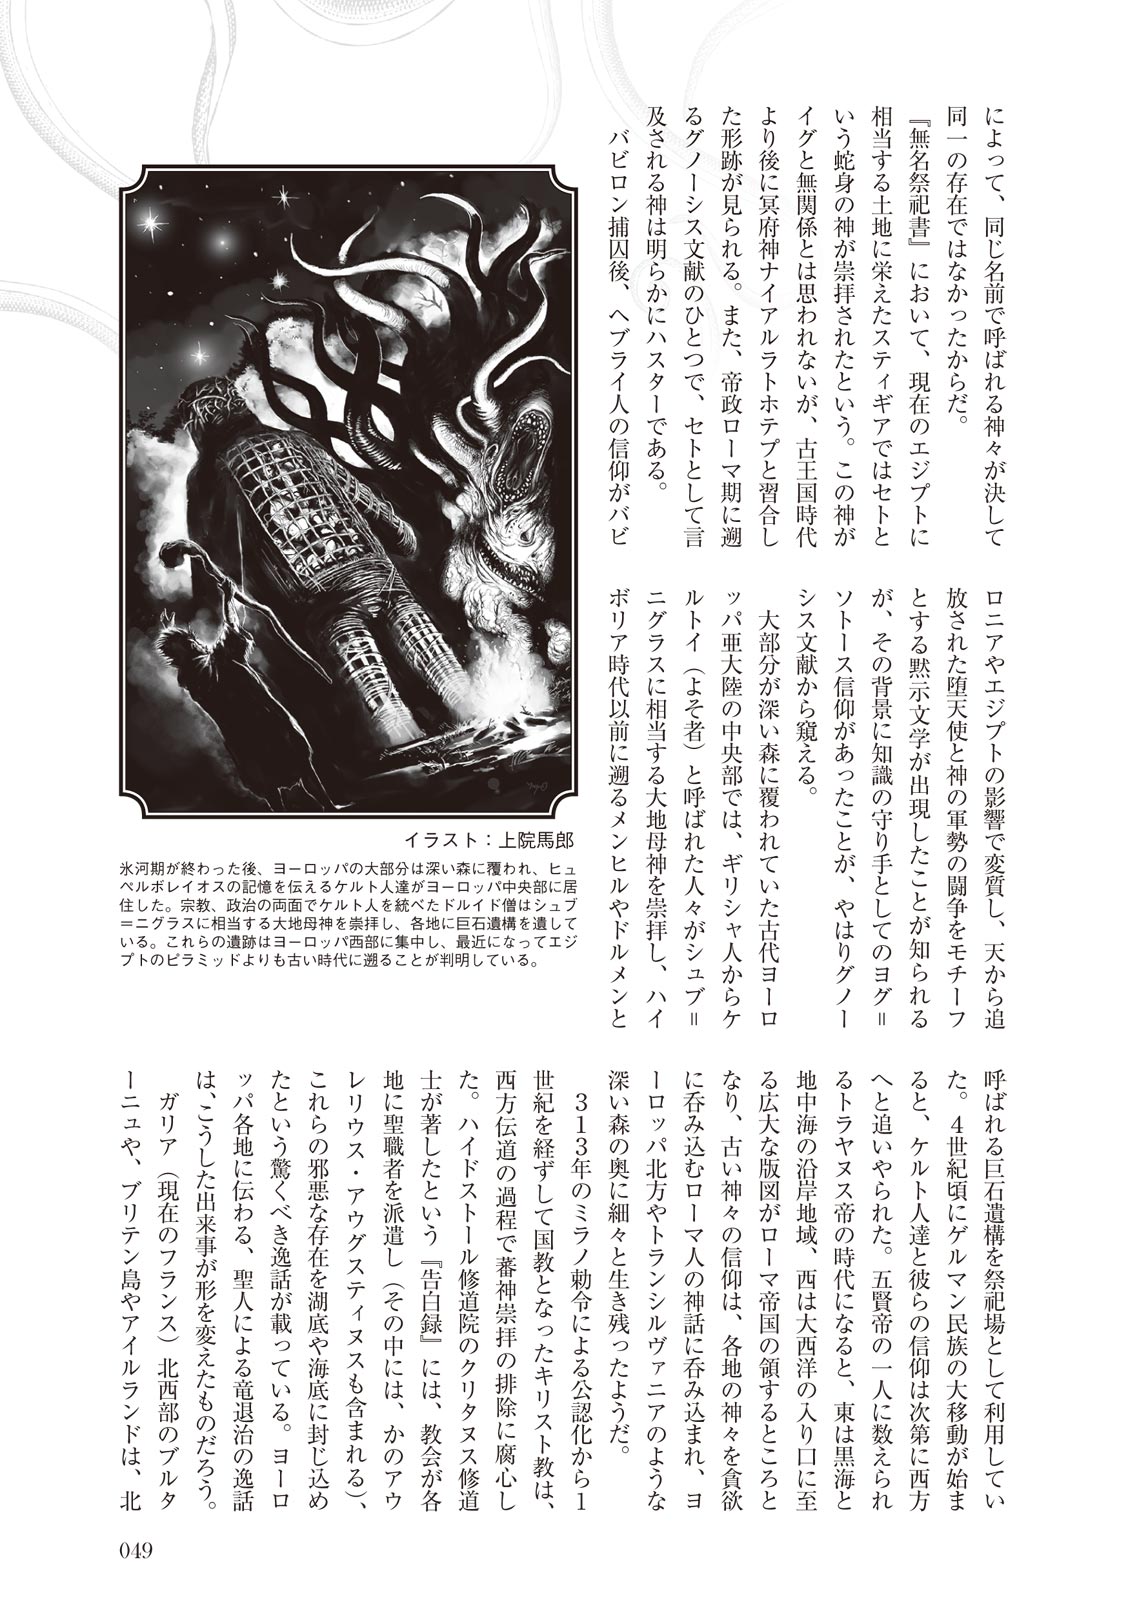 によって、同じ名前で呼ばれる神々が決して
同一の存在ではなかったからだ。
『無名祭祀書』において、現在のエジプトに
相当する土地に栄えたスティギアではセトと
いう蛇身の神が崇拝されたという。この神が
イグと無関係とは思われないが、古王国時代
より後に冥府神ナイアルラトホテプと習合し
た形跡が見られる。また、帝政ローマ期に遡
るグノーシス文献のひとつで、セトとして言
及される神は明らかにハスターである。
バビロン捕囚後、ヘブライ人の信仰がバビ
ロニアやエジプトの影響で変質し、天から追
放された堕天使と神の軍勢の闘争をモチーフ
とする黙示文学が出現したことが知られる
が、その背景に知識の守り手としてのヨグ＝
ソトース信仰があったことが、やはりグノー
シス文献から窺える。
大部分が深い森に覆われていた古代ヨーロ
ッパ亜大陸の中央部では、ギリシャ人からケ
ルトイ（よそ者）と呼ばれた人々がシュブ＝
ニグラスに相当する大地母神を崇拝し、ハイ
ボリア時代以前に遡るメンヒルやドルメンと
呼ばれる巨石遺構を祭祀場として利用してい
た。４世紀頃にゲルマン民族の大移動が始ま
ると、ケルト人達と彼らの信仰は次第に西方
へと追いやられた。五賢帝の一人に数えられ
るトラヤヌス帝の時代になると、東は黒海と
地中海の沿岸地域、西は大西洋の入り口に至
る広大な版図がローマ帝国の領するところと
なり、古い神々の信仰は、各地の神々を貪欲
に呑み込むローマ人の神話に呑み込まれ、ヨ
ーロッパ北方やトランシルヴァニアのような
深い森の奥に細々と生き残ったようだ。
３１３年のミラノ勅令による公認化から１
世紀を経ずして国教となったキリスト教は、
西方伝道の過程で蕃神崇拝の排除に腐心し
た。ハイドストール修道院のクリタヌス修道
士が著したという『告白録』には、教会が各
地に聖職者を派遣し（その中には、かのアウ
レリウス・アウグスティヌスも含まれる）、
これらの邪悪な存在を湖底や海底に封じ込め
たという驚くべき逸話が載っている。ヨーロ
ッパ各地に伝わる、聖人による竜退治の逸話
は、こうした出来事が形を変えたものだろう。
ガリア（現在のフランス）北西部のブルタ
ーニュや、ブリテン島やアイルランドは、北
イラスト：上院馬郎
氷河期が終わった後、ヨーロッパの大部分は深い森に覆われ、ヒュ
ペルボレイオスの記憶を伝えるケルト人達がヨーロッパ中央部に居
住した。宗教、政治の両面でケルト人を統べたドルイド僧はシュブ
＝ニグラスに相当する大地母神を崇拝し、各地に巨石遺構を遺して
いる。これらの遺跡はヨーロッパ西部に集中し、最近になってエジ
プトのピラミッドよりも古い時代に遡ることが判明している。
049